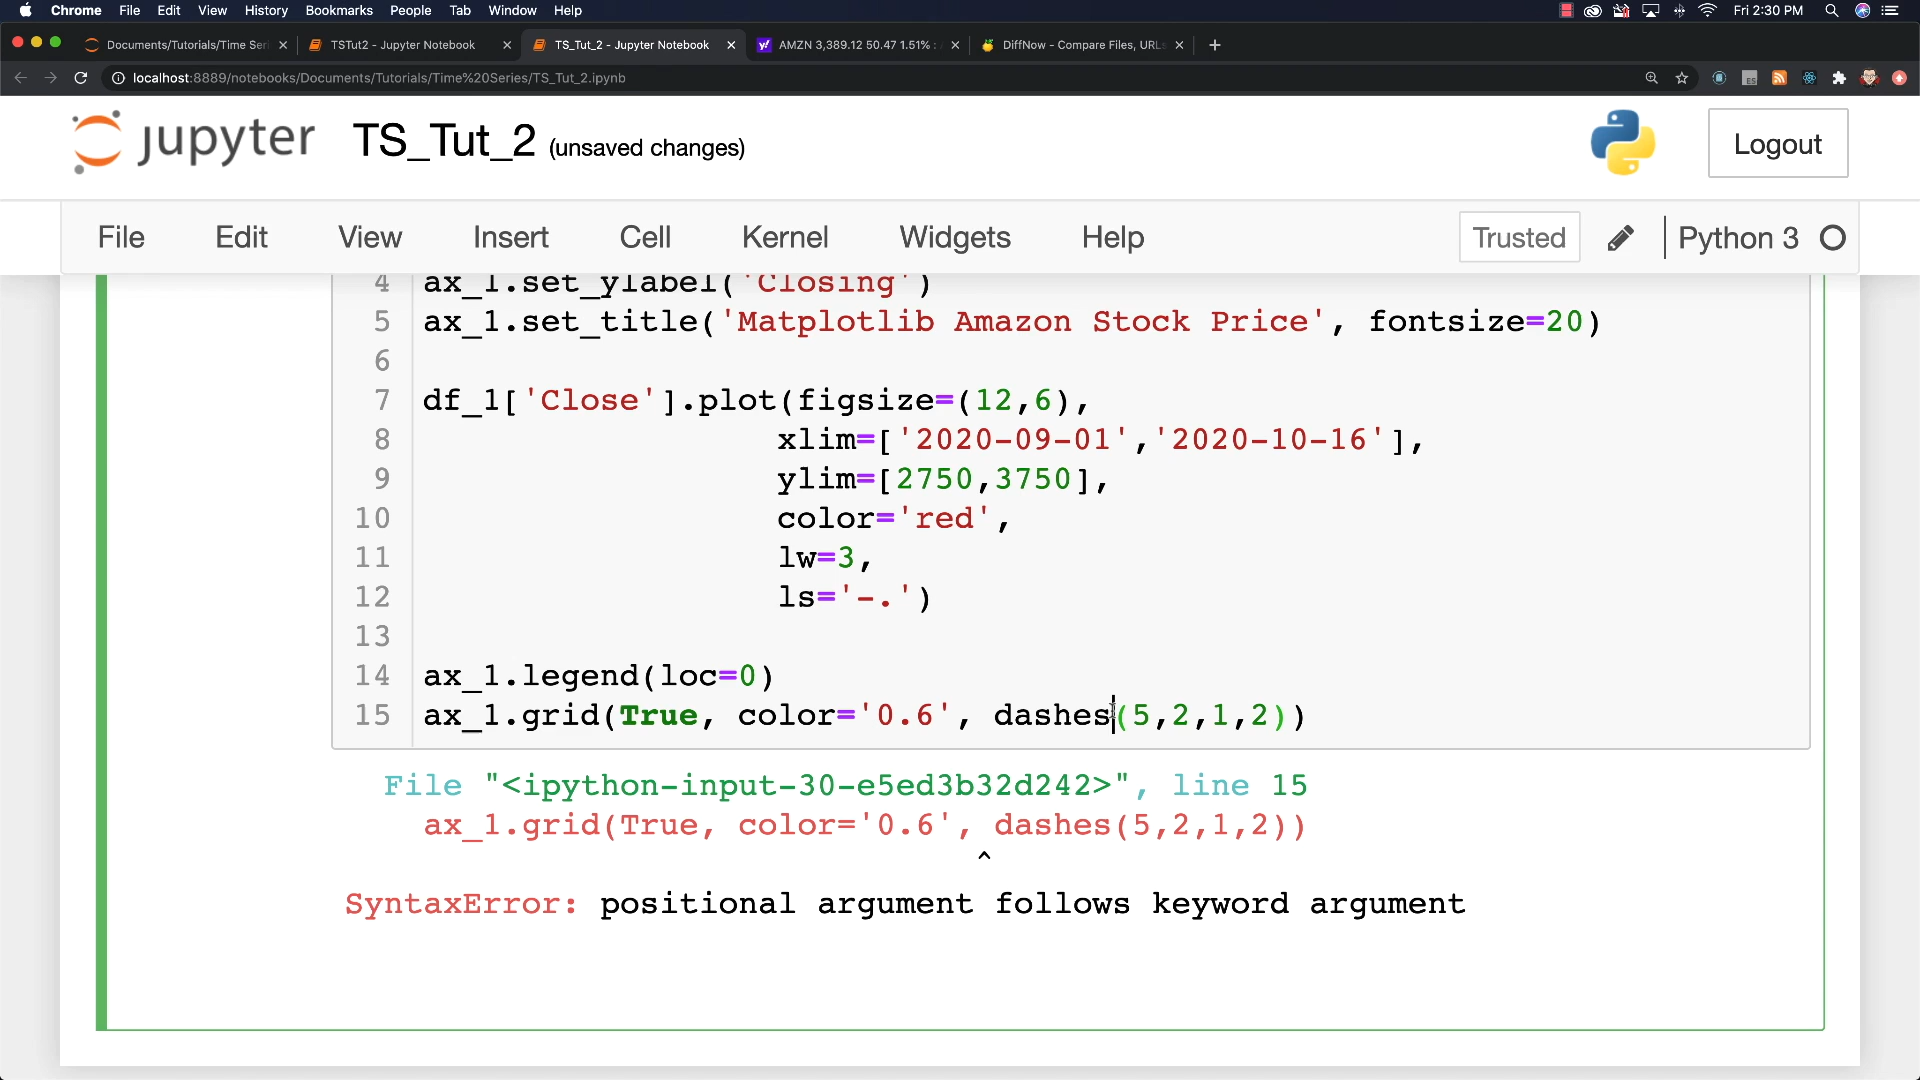 Chrome File Edit View History Bookmarks People Tab Window Help Fri 2:30 PM
Documents/Tutorials/Time Seri TSTut2 - Jupyter Notebook TS_Tut_2 - Jupyter Notebook AMZN 3,389.12 50.47 1.51% : DiffNow - Compare Files, URLs
localhost:8889/notebooks/Documents/Tutorials/Time%20Series/TS_Tut_2.ipynb
jupyter TS_Tut_2 (unsaved changes) Logout
File Edit View Insert Cell Kernel Widgets Help Trusted Python 3
4 ax_1.set_ylabel('Closing')
5 ax_1.set_title('Matplotlib Amazon Stock Price', fontsize=20)
6
7 df_1['Close'].plot(figsize=(12,6),
8 xlim=['2020-09-01','2020-10-16'],
9 ylim=[2750,3750],
10 color='red',
11 lw=3,
12 ls='-.')
13
14 ax_1.legend(loc=0)
15 ax_1.grid(True, color='0.6', dashes(5,2,1,2))
File "<ipython-input-30-e5ed3b32d242>", line 15
ax_1.grid(True, color='0.6', dashes(5,2,1,2))
^
SyntaxError: positional argument follows keyword argument